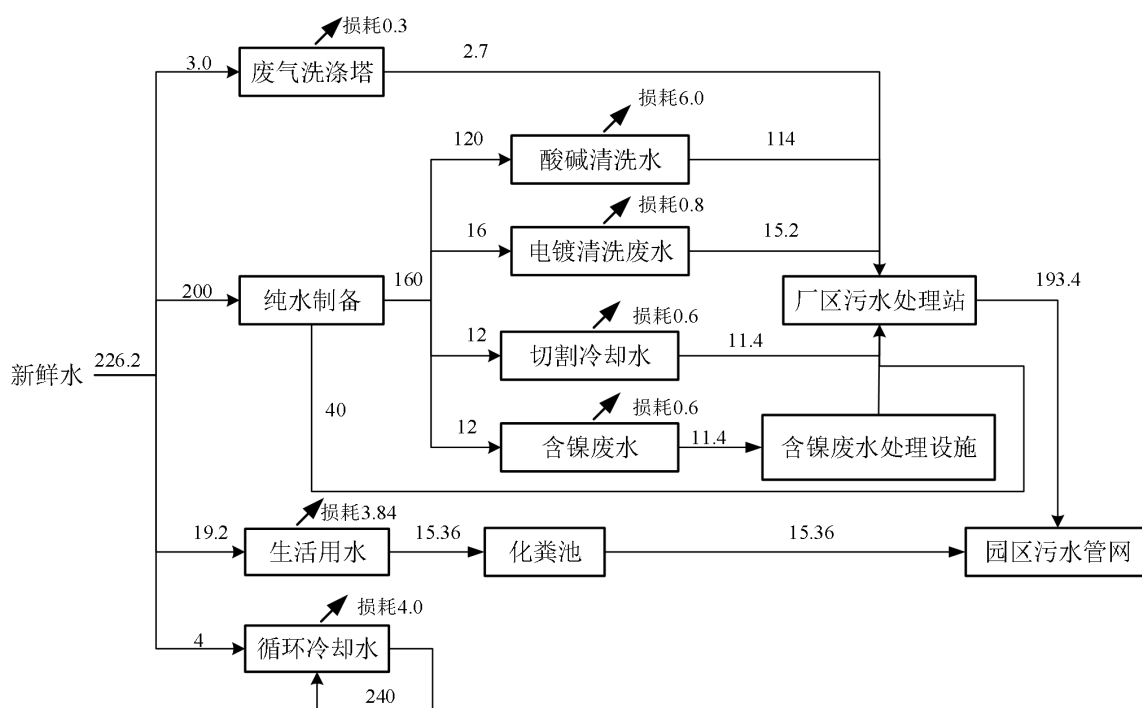 损耗0.3
3.0
废气洗涤塔
2.7
损耗6.0
120
酸碱清洗水
114
损耗0.8
16
电镀清洗废水
15.2
200
纯水制备
160
厂区污水处理站
193.4
损耗0.6
12
切割冷却水
11.4
新鲜水
226.2
40
损耗0.6
12
含镍废水
11.4
含镍废水处理设施
损耗3.84
19.2
生活用水
15.36
化粪池
15.36
园区污水管网
损耗4.0
4
循环冷却水
240